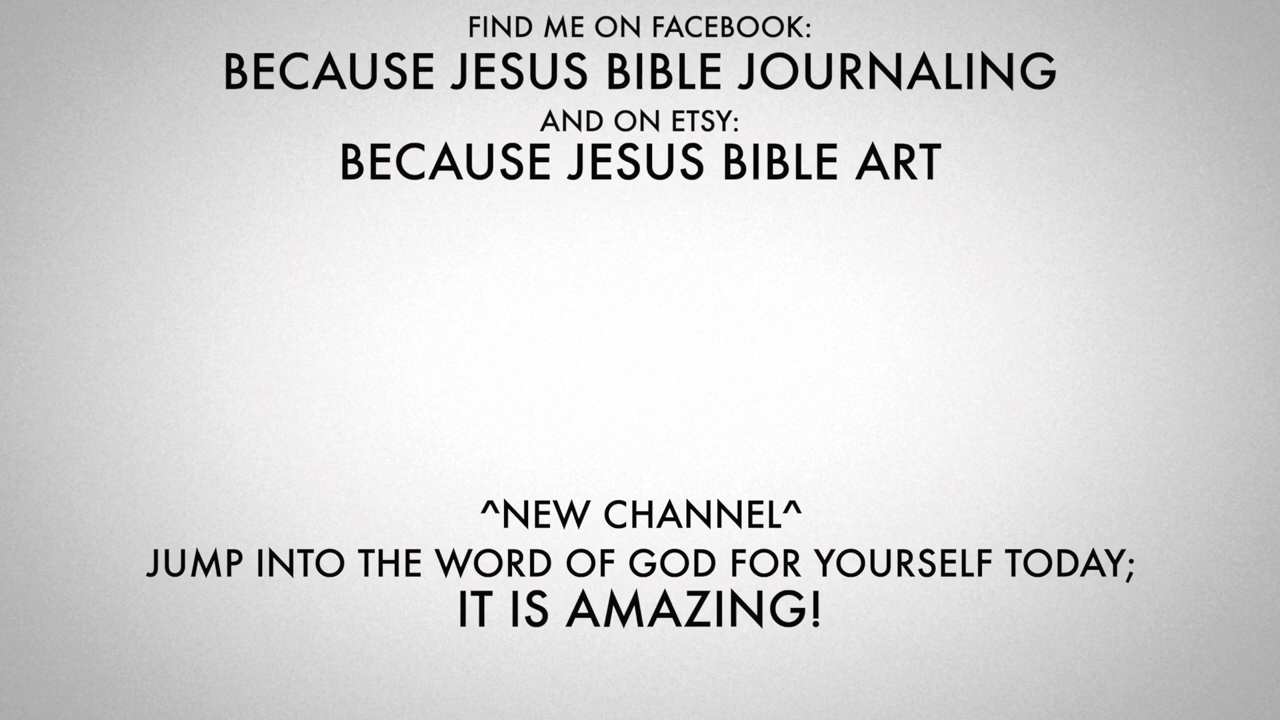 FIND ME ON FACEBOOK:
BECAUSE JESUS BIBLE JOURNALING
AND ON ETSY:
BECAUSE JESUS BIBLE ART
^NEW CHANNEL^
JUMP INTO THE WORD OF GOD FOR YOURSELF TODAY;
IT IS AMAZING!